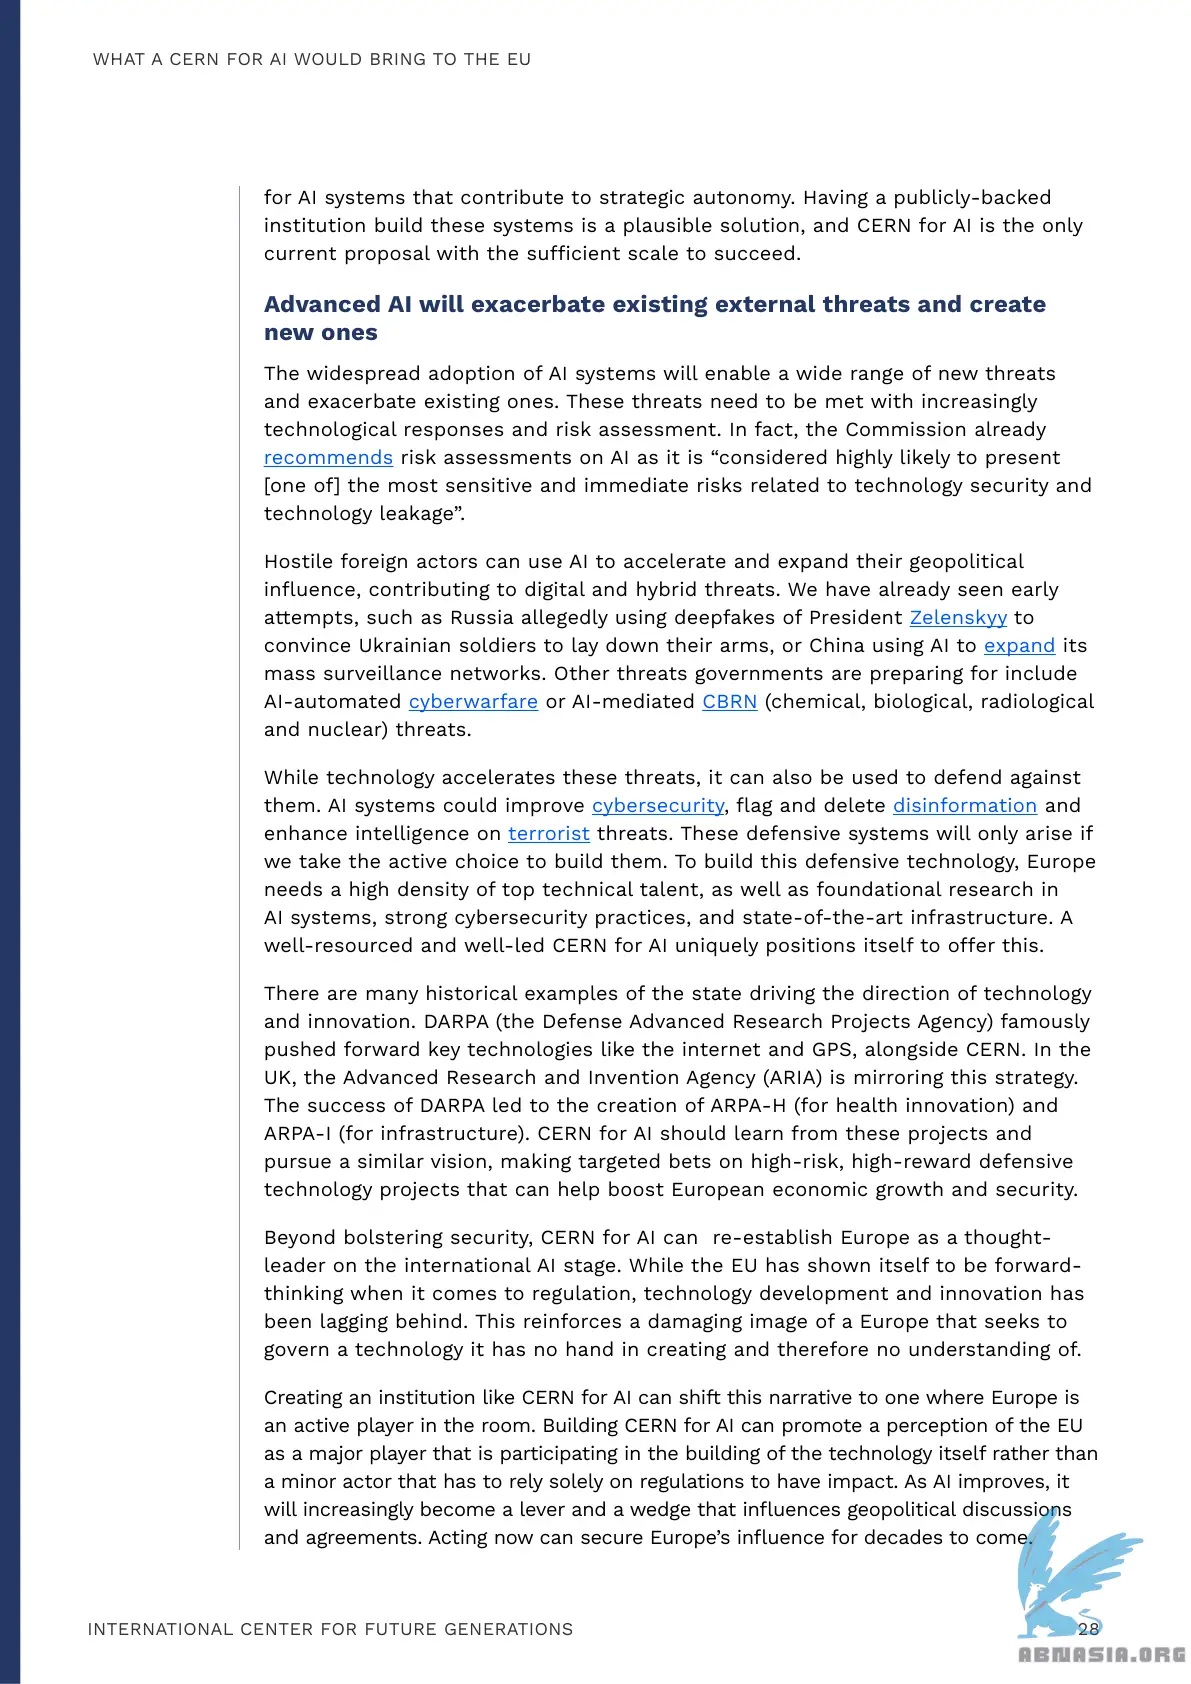 WHAT A CERN FOR AI WOULD BRING TO THE EU
for AI systems that contribute to strategic autonomy. Having a publicly-backed
institution build these systems is a plausible solution, and CERN for AI is the only
current proposal with the sufficient scale to succeed.
Advanced AI will exacerbate existing external threats and create
new ones
The widespread adoption of AI systems will enable a wide range of new threats
and exacerbate existing ones. These threats need to be met with increasingly
technological responses and risk assessment. In fact, the Commission already
recommends risk assessments on AI as it is “considered highly likely to present
[one of] the most sensitive and immediate risks related to technology security and
technology leakage”.
Hostile foreign actors can use AI to accelerate and expand their geopolitical
influence, contributing to digital and hybrid threats. We have already seen early
attempts, such as Russia allegedly using deepfakes of President Zelenskyy to
convince Ukrainian soldiers to lay down their arms, or China using AI to expand its
mass surveillance networks. Other threats governments are preparing for include
AI-automated cyberwarfare or AI-mediated CBRN (chemical, biological, radiological
and nuclear) threats.
While technology accelerates these threats, it can also be used to defend against
them. AI systems could improve cybersecurity, flag and delete disinformation and
enhance intelligence on terrorist threats. These defensive systems will only arise if
we take the active choice to build them. To build this defensive technology, Europe
needs a high density of top technical talent, as well as foundational research in
AI systems, strong cybersecurity practices, and state-of-the-art infrastructure. A
well-resourced and well-led CERN for AI uniquely positions itself to offer this.
There are many historical examples of the state driving the direction of technology
and innovation. DARPA (the Defense Advanced Research Projects Agency) famously
pushed forward key technologies like the internet and GPS, alongside CERN. In the
UK, the Advanced Research and Invention Agency (ARIA) is mirroring this strategy.
The success of DARPA led to the creation of ARPA-H (for health innovation) and
ARPA-I (for infrastructure). CERN for AI should learn from these projects and
pursue a similar vision, making targeted bets on high-risk, high-reward defensive
technology projects that can help boost European economic growth and security.
Beyond bolstering security, CERN for AI can  re-establish Europe as a thought-
leader on the international AI stage. While the EU has shown itself to be forward-
thinking when it comes to regulation, technology development and innovation has
been lagging behind. This reinforces a damaging image of a Europe that seeks to
govern a technology it has no hand in creating and therefore no understanding of.
Creating an institution like CERN for AI can shift this narrative to one where Europe is
an active player in the room. Building CERN for AI can promote a perception of the EU
as a major player that is participating in the building of the technology itself rather than
a minor actor that has to rely solely on regulations to have impact. As AI improves, it
will increasingly become a lever and a wedge that influences geopolitical discussions
and agreements. Acting now can secure Europe’s influence for decades to come.
INTERNATIONAL CENTER FOR FUTURE GENERATIONS
28
ABNASIA.ORG